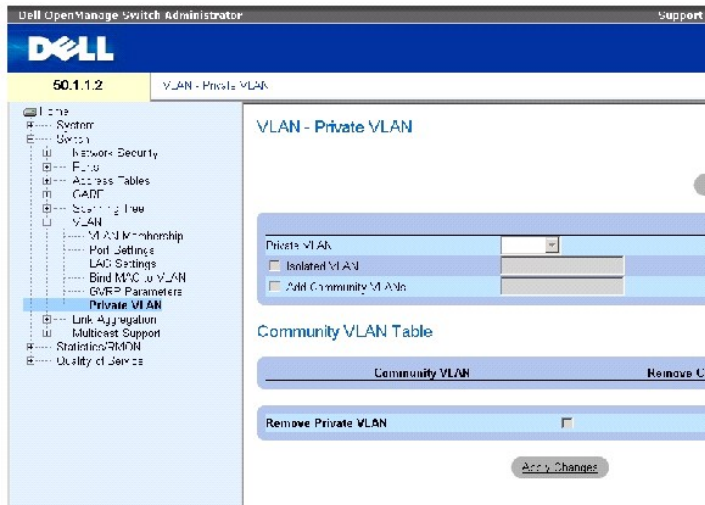 Dell OpenManage Switch Administrator
Support
DELL
50.1.1.2
VLAN - Private VLAN
Home
System
Switch
Network Security
Ports
Address Tables
GARP
Spanning Tree
VLAN
VLAN Membership
Port Settings
LAG Settings
Bind MAC to VLAN
GVRP Parameters
Private VLAN
Link Aggregation
Multicast Support
Statistics/RMON
Quality of Service
VLAN - Private VLAN
Private VLAN
Isolated VLAN
Add Community VLANs
Community VLAN Table
Community VLAN
Remove C
Remove Private VLAN
Apply Changes